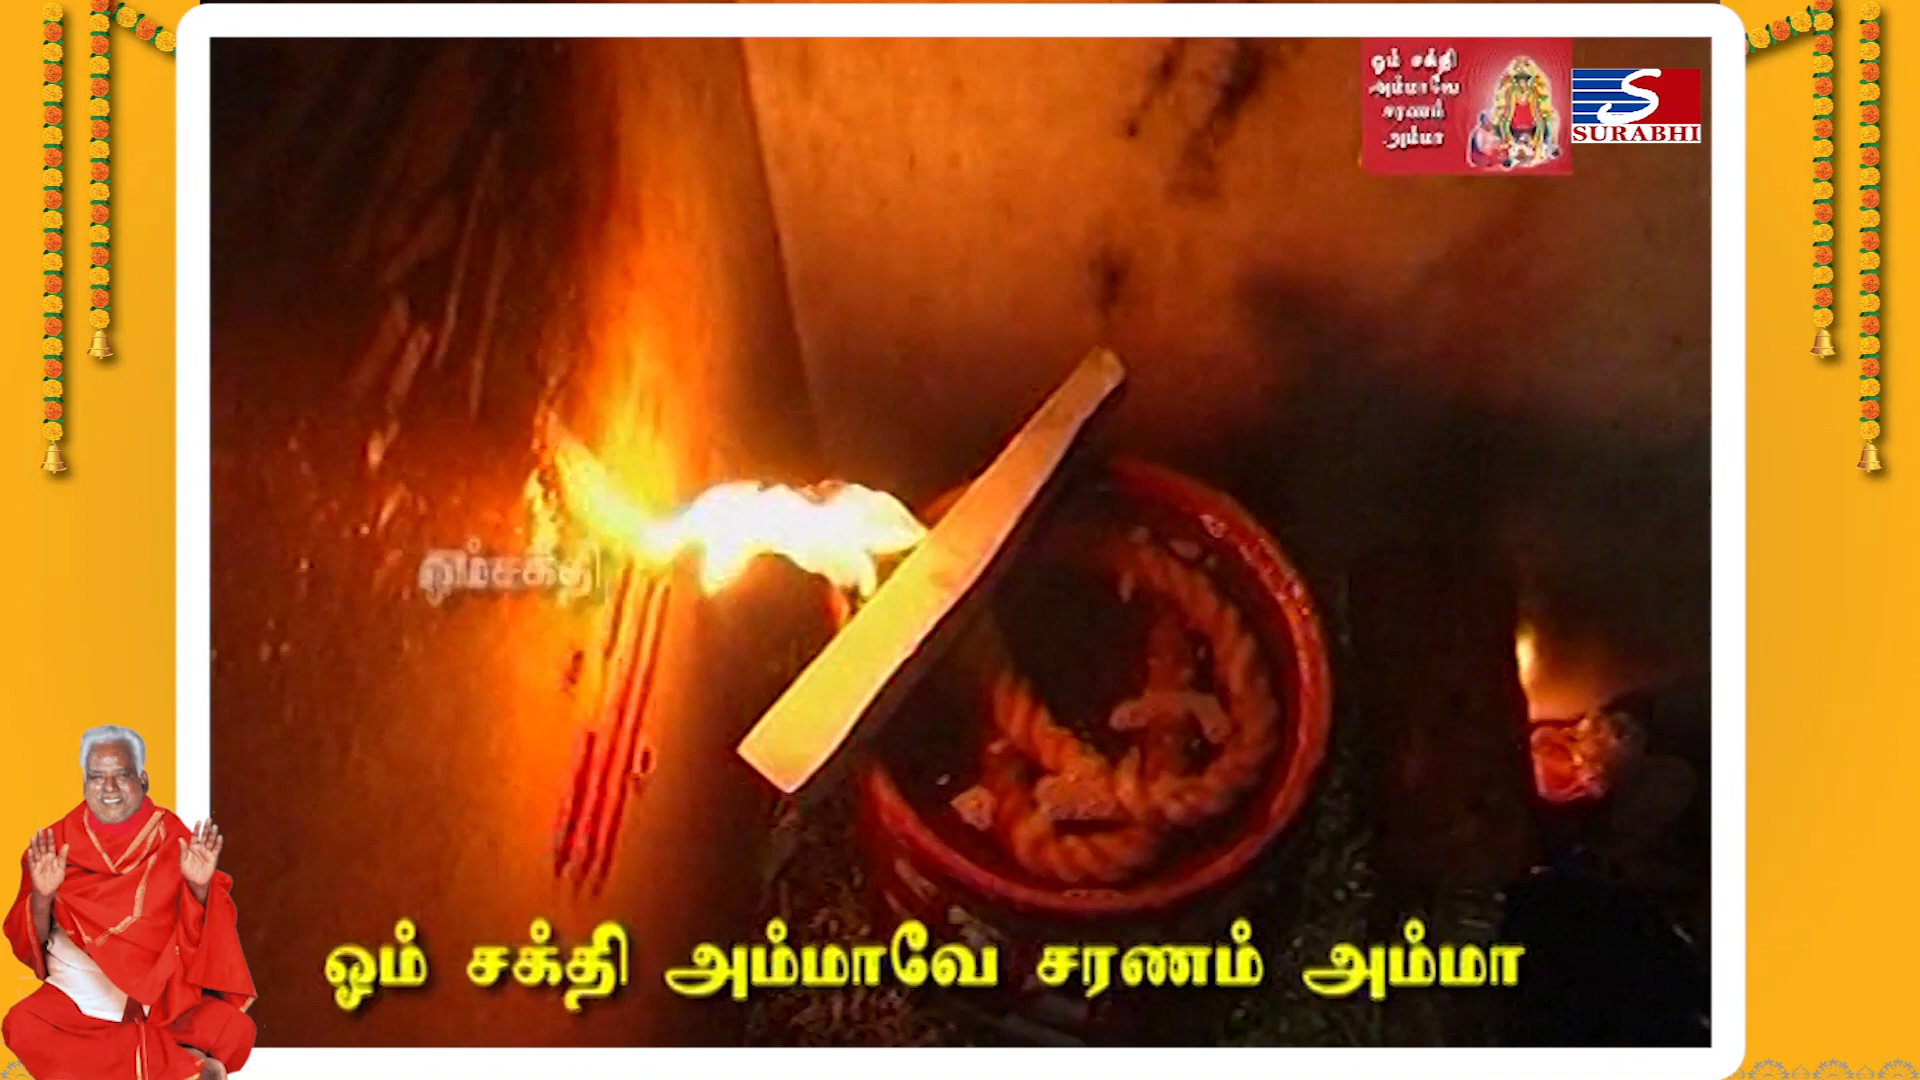 ஓம் சக்தி
அம்மாவே
சரணம்
அம்மா
S
SURABHI
ஓம்சக்தி
ஓம் சக்தி அம்மாவே சரணம் அம்மா